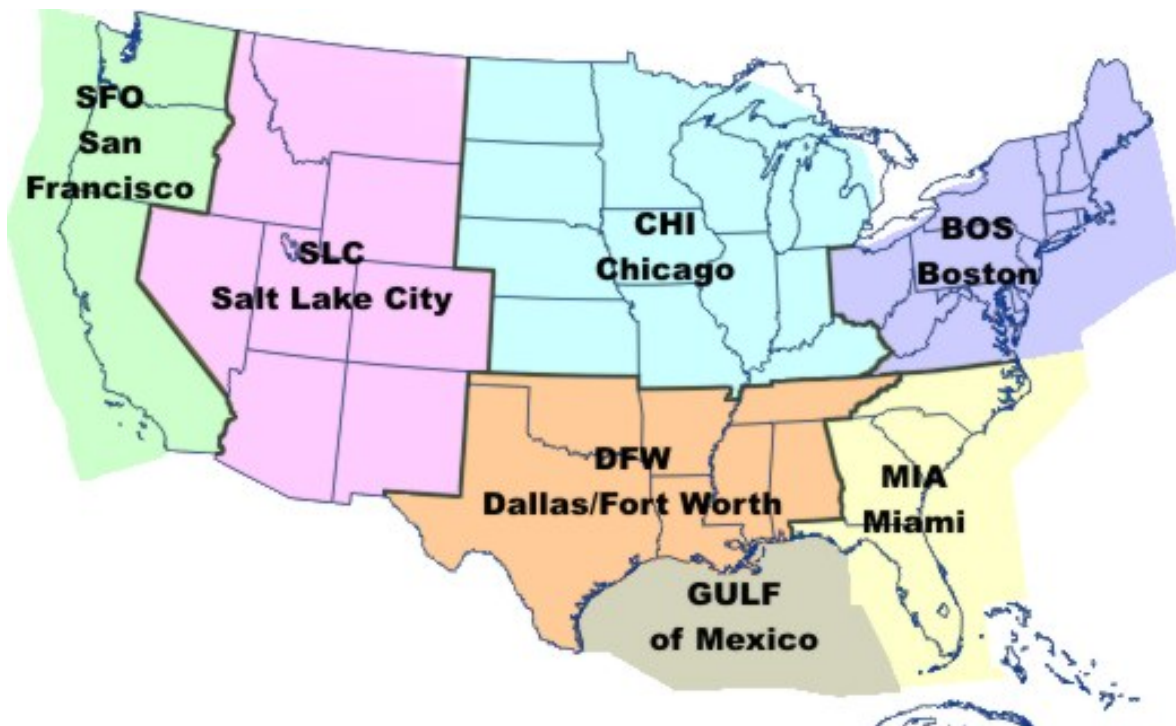 SFO
San
Francisco
SLC
Salt Lake City
CHI
Chicago
BOS
Boston
DFW
Dallas/Fort Worth
MIA
Miami
GULF
of Mexico